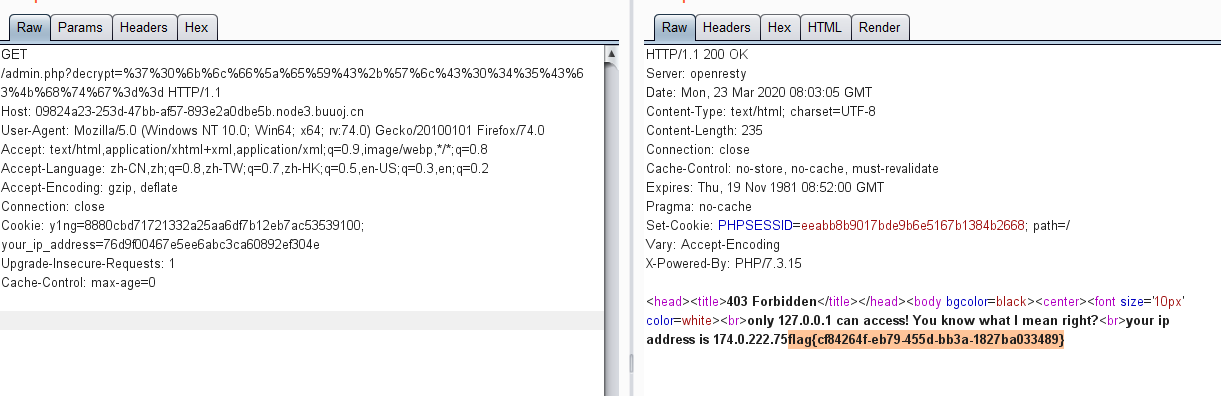 Raw Params Headers Hex
GET
/admin.php?decrypt=%37%30%6b%6c%66%5a%65%59%43%2b%57%6c%43%30%34%35%43%6
3%4b%68%74%67%3d%3d HTTP/1.1
Host: 09824a23-253d-47bb-af57-893e2a0dbe5b.node3.buuoj.cn
User-Agent: Mozilla/5.0 (Windows NT 10.0; Win64; x64; rv:74.0) Gecko/20100101 Firefox/74.0
Accept: text/html,application/xhtml+xml,application/xml;q=0.9,image/webp,*/*;q=0.8
Accept-Language: zh-CN,zh;q=0.8,zh-TW;q=0.7,zh-HK;q=0.5,en-US;q=0.3,en;q=0.2
Accept-Encoding: gzip, deflate
Connection: close
Cookie: y1ng=8880cbd71721332a25aa6df7b12eb7ac53539100;
your_ip_address=76d9f00467e5ee6abc3ca60892ef304e
Upgrade-Insecure-Requests: 1
Cache-Control: max-age=0
Raw Headers Hex HTML Render
HTTP/1.1 200 OK
Server: openresty
Date: Mon, 23 Mar 2020 08:03:05 GMT
Content-Type: text/html; charset=UTF-8
Content-Length: 235
Connection: close
Cache-Control: no-store, no-cache, must-revalidate
Expires: Thu, 19 Nov 1981 08:52:00 GMT
Pragma: no-cache
Set-Cookie: PHPSESSID=eeabb8b9017bde9b6e5167b1384b2668; path=/
Vary: Accept-Encoding
X-Powered-By: PHP/7.3.15
<head><title>403 Forbidden</title></head><body bgcolor=black><center><font size='10px'
color=white><br>only 127.0.0.1 can access! You know what I mean right?<br>your ip
address is 174.0.222.75flag{cf84264f-eb79-455d-bb3a-1827ba033489}